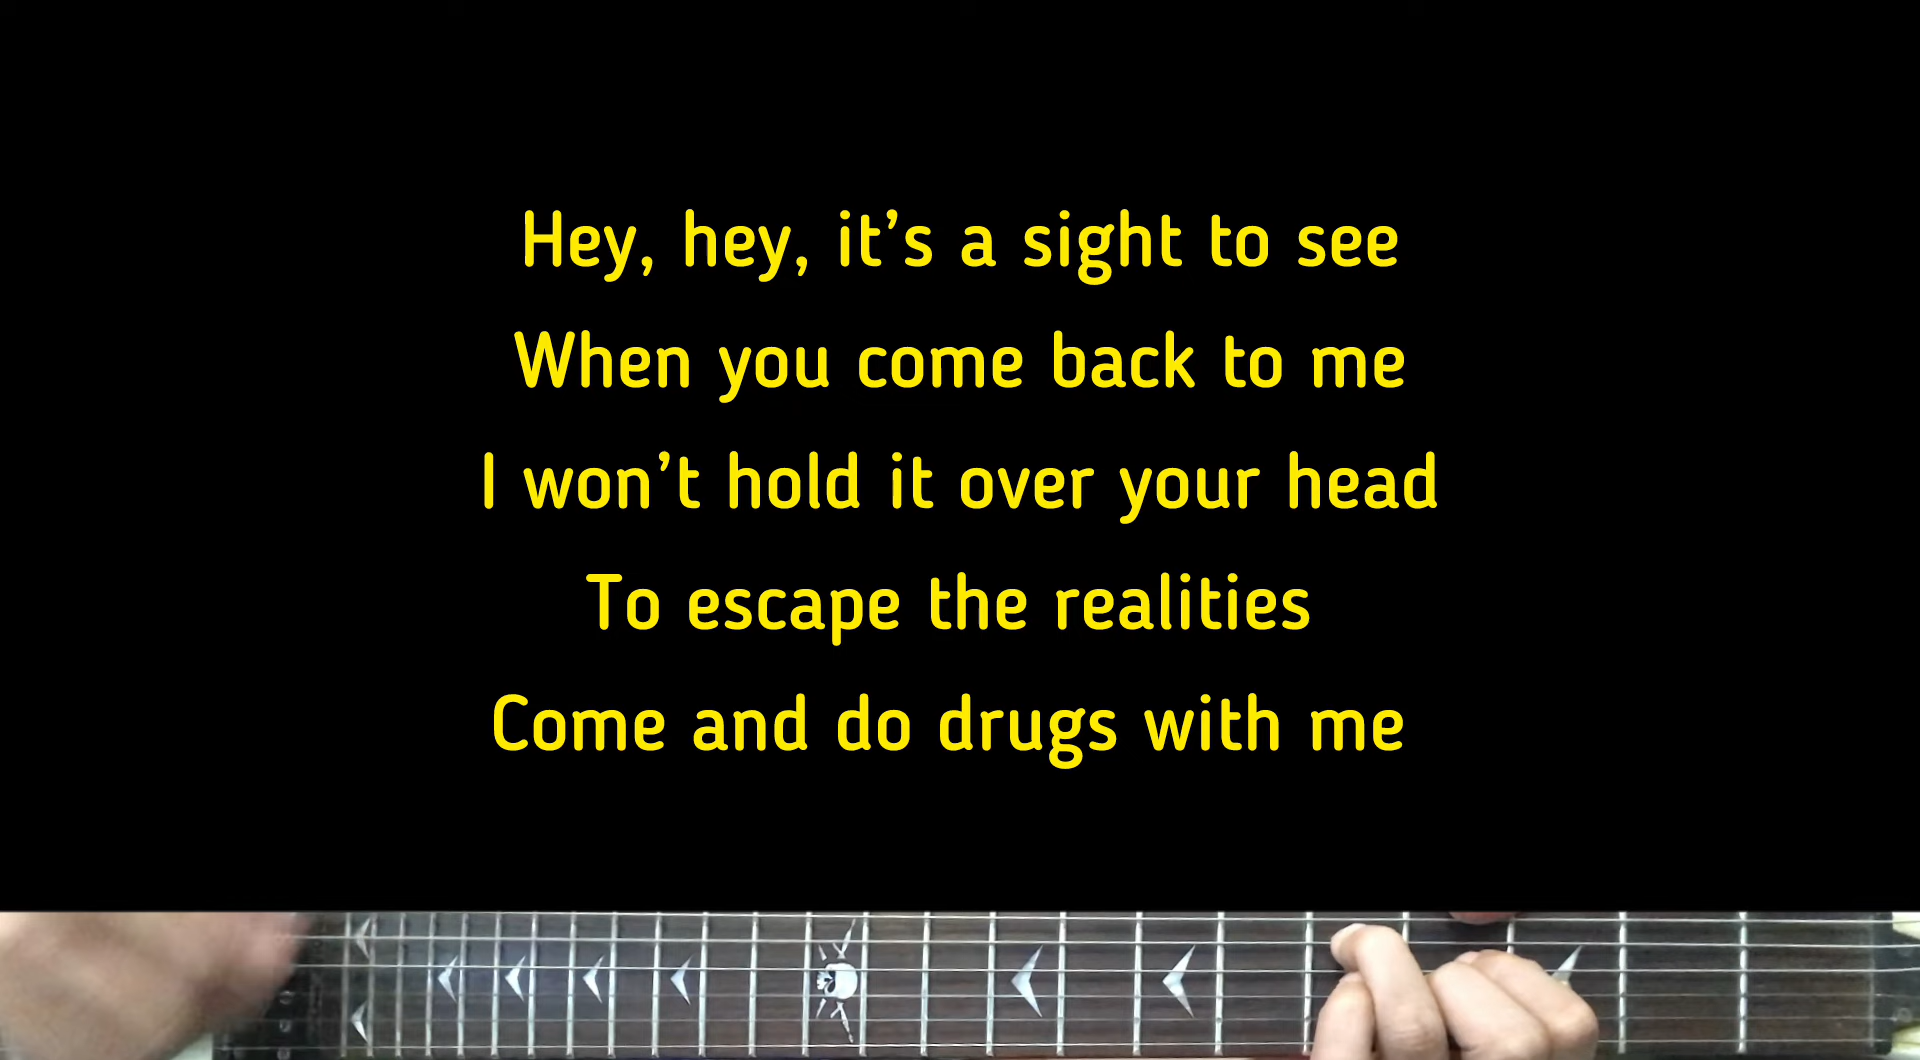 Hey, hey, it’s a sight to see
When you come back to me
I won’t hold it over your head
To escape the realities
Come and do drugs with me